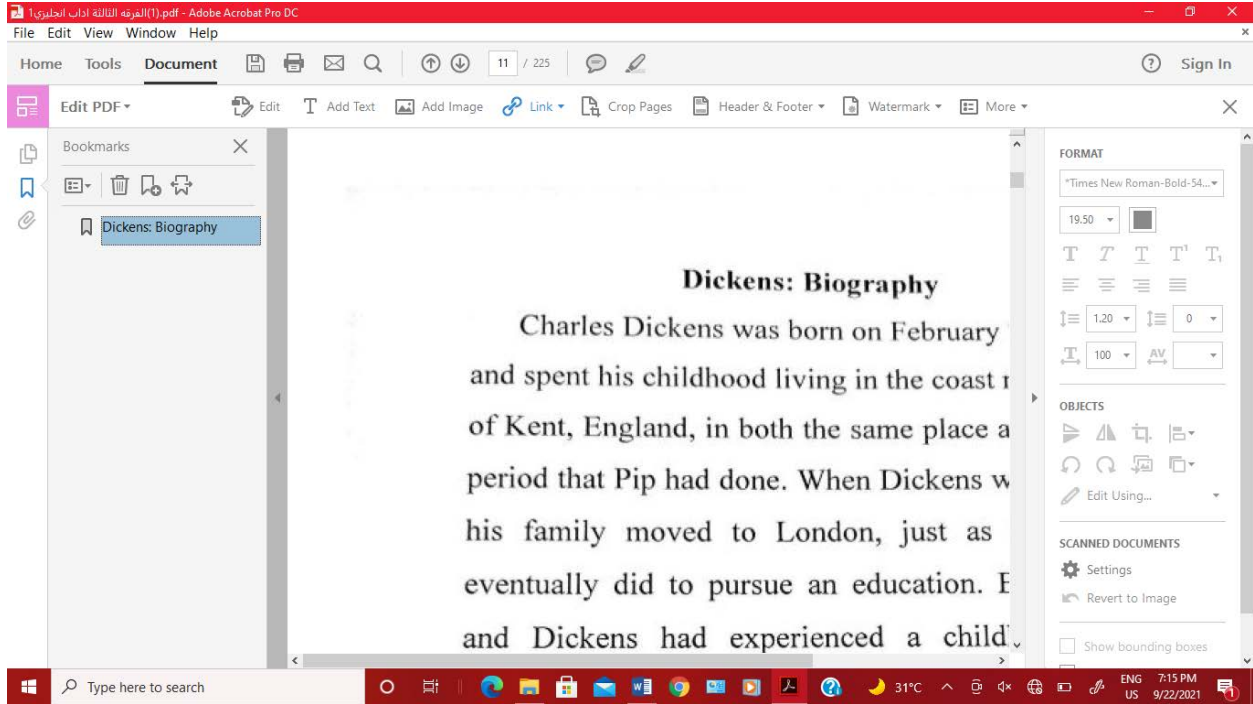 الفرقه الثالثة اداب انجليزي1(1).pdf - Adobe Acrobat Pro DC
File Edit View Window Help
Home Tools Document 11 / 225 Sign In
Edit PDF Edit Add Text Add Image Link Crop Pages Header & Footer Watermark More
Bookmarks
Dickens: Biography
Dickens: Biography
Charles Dickens was born on February
and spent his childhood living in the coast
of Kent, England, in both the same place a
period that Pip had done. When Dickens w
his family moved to London, just as
eventually did to pursue an education. E
and Dickens had experienced a child
FORMAT
*Times New Roman-Bold-54...
19.50
T T T T¹ T₁
1.20 0
100 AV
OBJECTS
Edit Using...
SCANNED DOCUMENTS
Settings
Revert to Image
Show bounding boxes
Type here to search 31°C ENG US 7:15 PM 9/22/2021